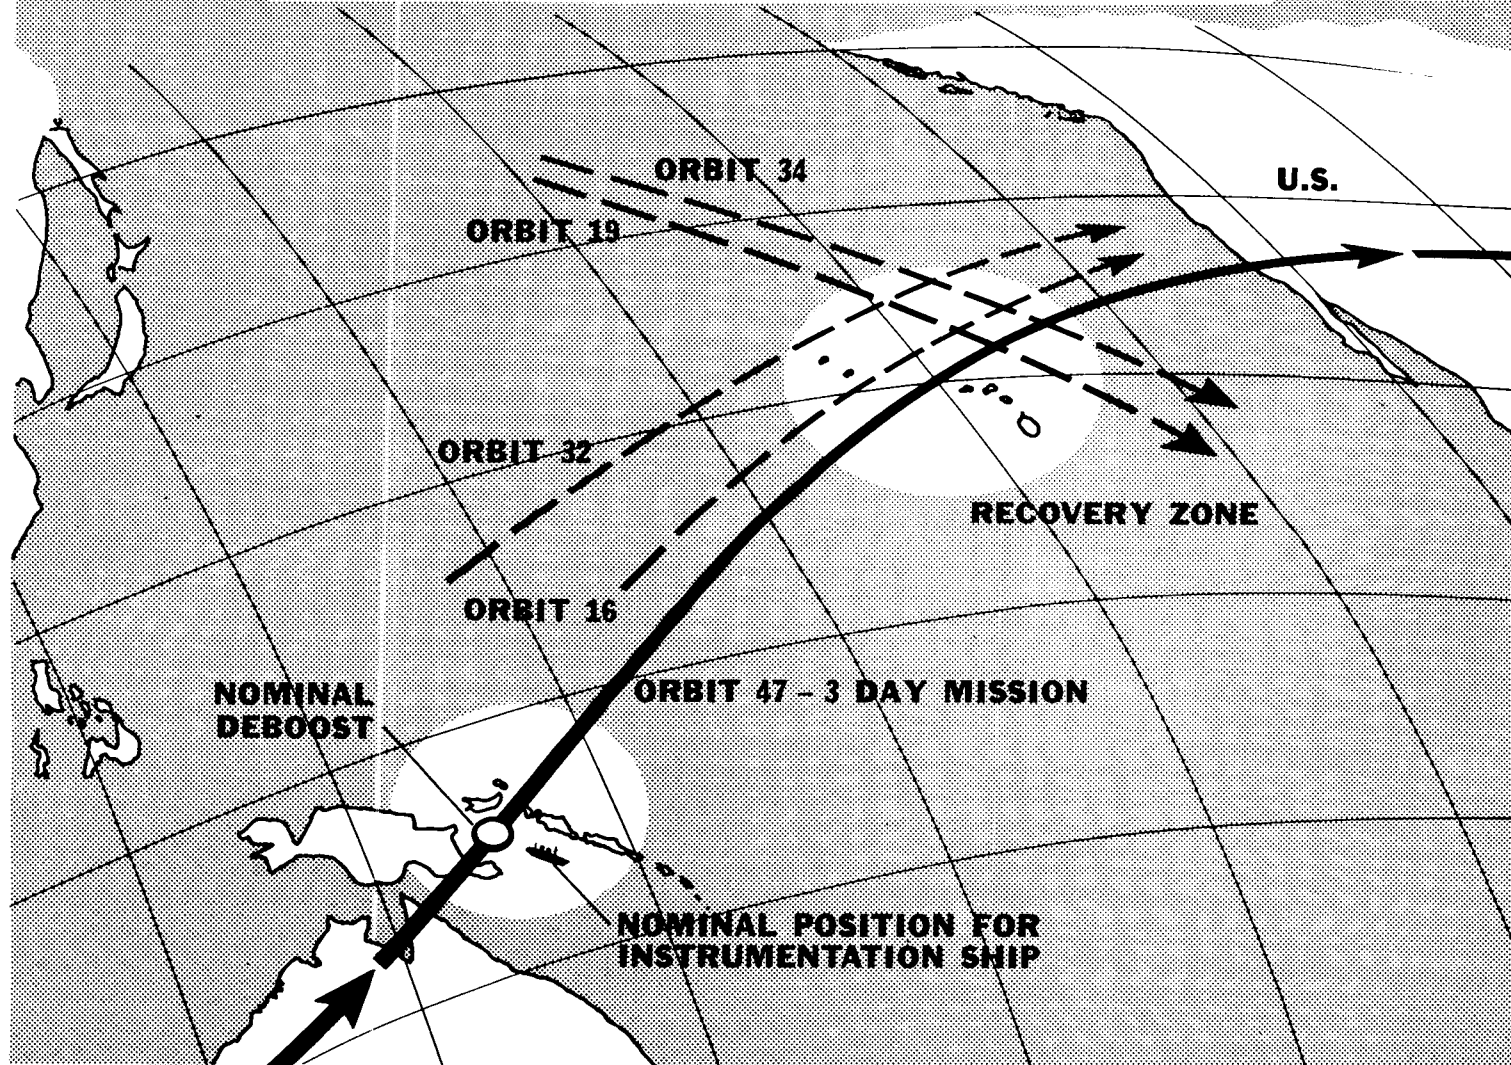 ORBIT 34
U.S.
ORBIT 19
ORBIT 32
RECOVERY ZONE
ORBIT 16
NOMINAL
DEBOOST
ORBIT 47 – 3 DAY MISSION
NOMINAL POSITION FOR
INSTRUMENTATION SHIP